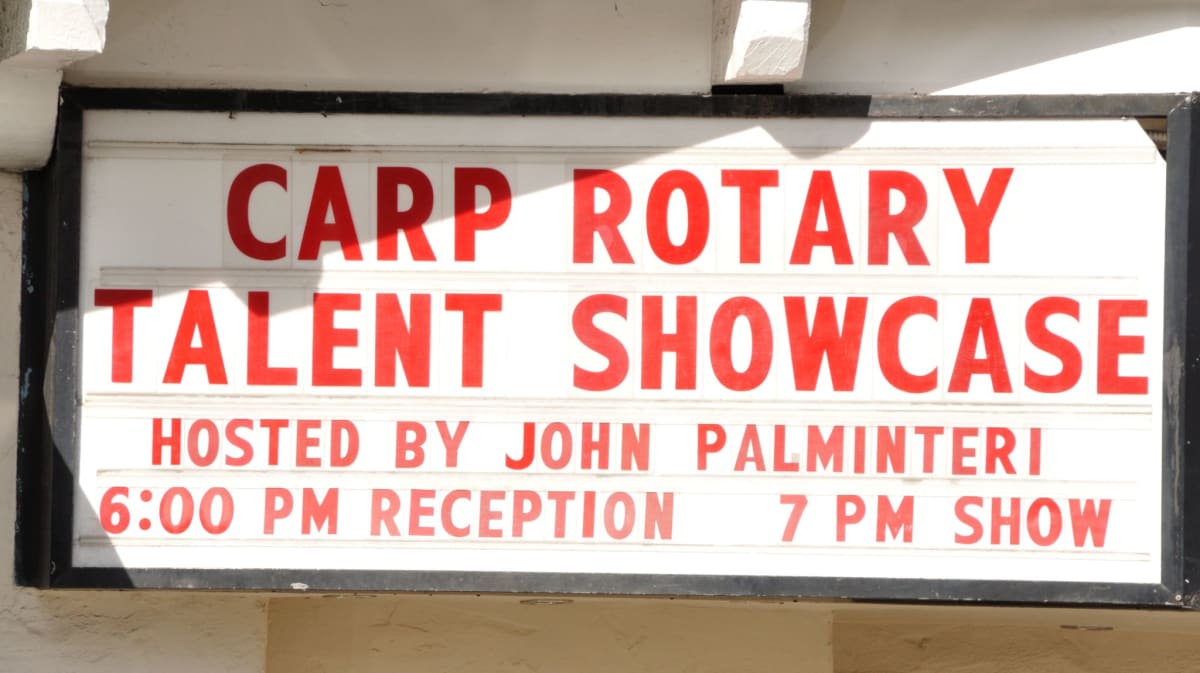 CARP ROTARY
TALENT SHOWCASE
HOSTED BY JOHN PALMINTERI
6:00 PM RECEPTION 7 PM SHOW